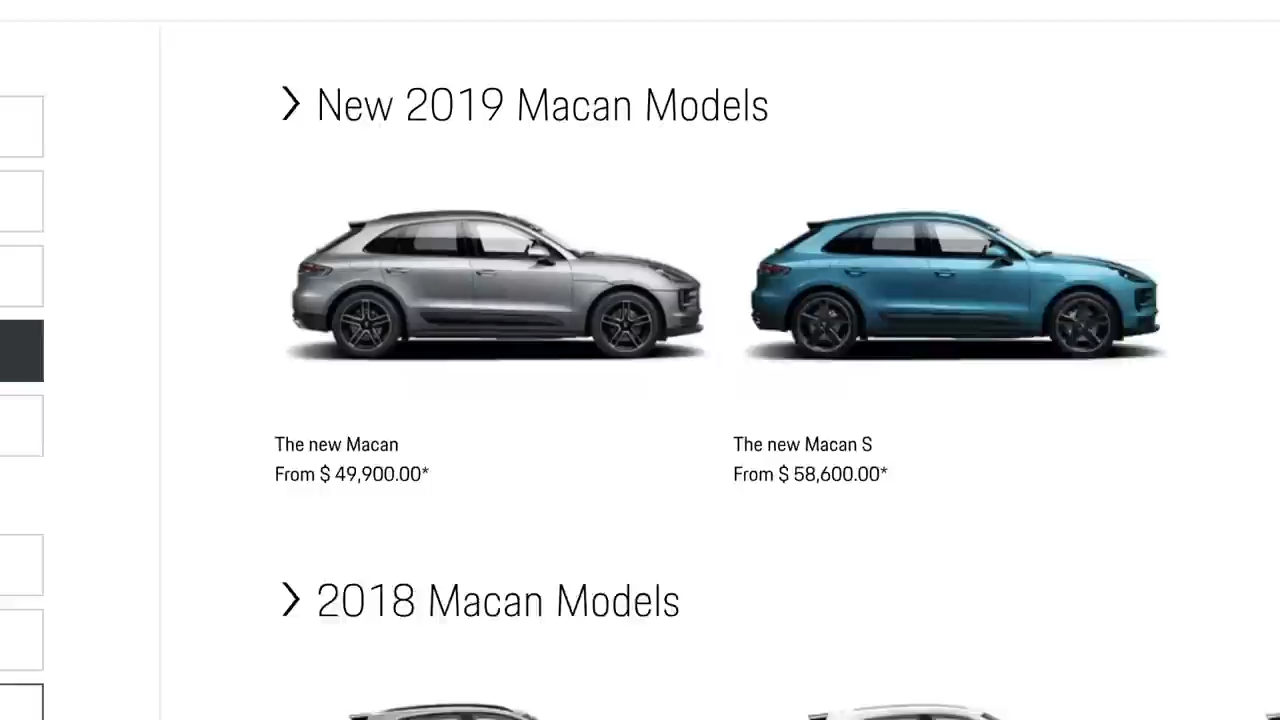 New 2019 Macan Models
The new Macan
From $ 49,900.00*
The new Macan S
From $ 58,600.00*
2018 Macan Models